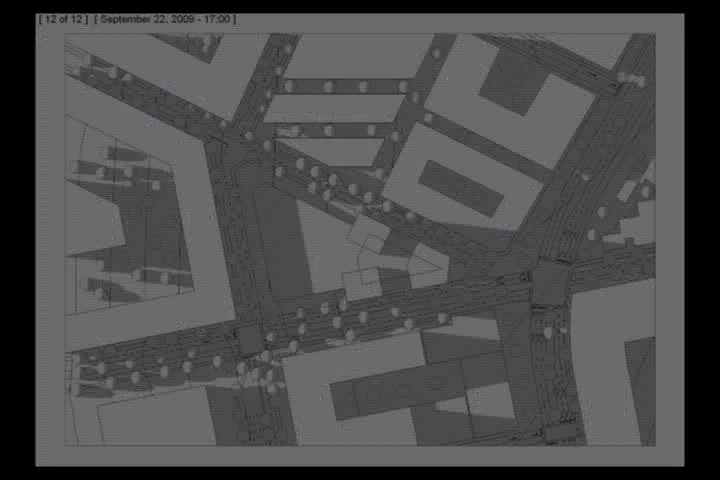 [ 12 of 12 ] [ September 22, 2009 - 17:00 ]